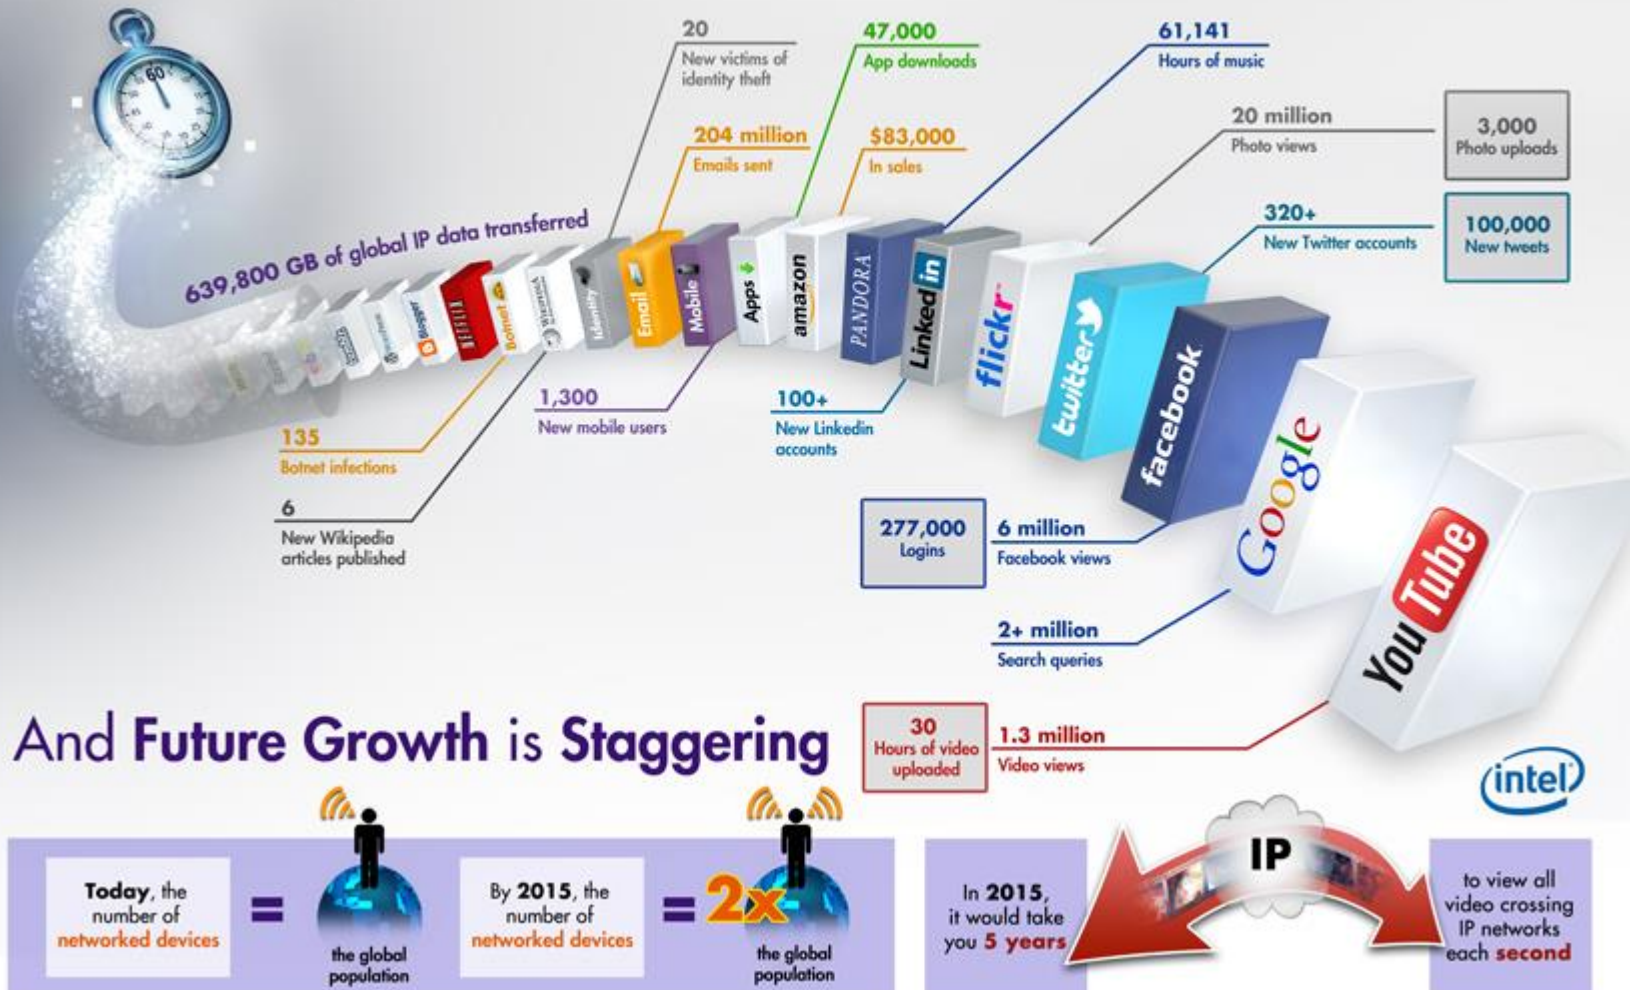 60
20
New victims of
identity theft
47,000
App downloads
61,141
Hours of music
204 million
Emails sent
$83,000
In sales
20 million
Photo views
3,000
Photo uploads
320+
New Twitter accounts
100,000
New tweets
639,800 GB of global IP data transferred
Blogger
NETFLIX
Botnet
WIKIPEDIA
Identity
Email
Mobile
Apps
amazon
PANDORA
Linked in
flickr
twitter
facebook
Google
You Tube
135
Botnet infections
6
New Wikipedia
articles published
1,300
New mobile users
100+
New Linkedin
accounts
277,000
Logins
6 million
Facebook views
2+ million
Search queries
30
Hours of video
uploaded
1.3 million
Video views
And Future Growth is Staggering
intel
Today, the
number of
networked devices
=
the global
population
By 2015, the
number of
networked devices
= 2x
the global
population
In 2015,
it would take
you 5 years
IP
to view all
video crossing
IP networks
each second